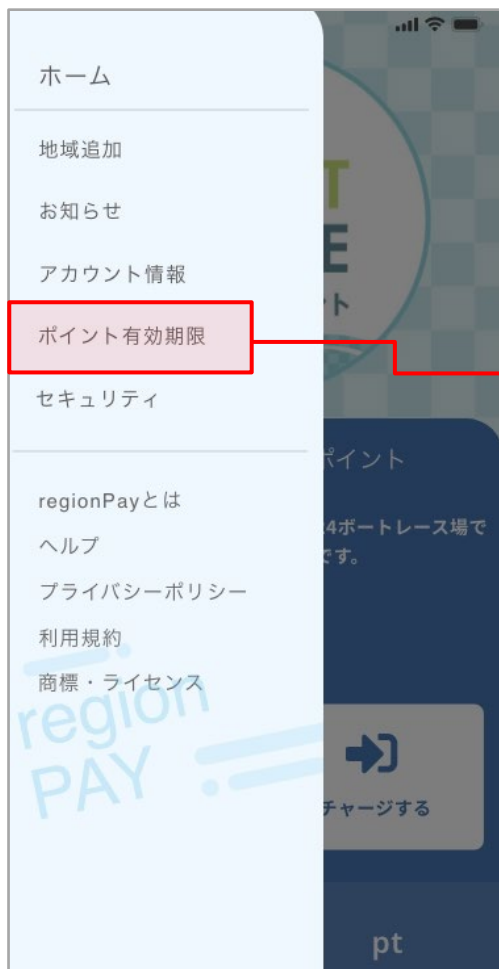 ホーム
地域追加
お知らせ
アカウント情報
ポイント有効期限
セキュリティ
regionPayとは
ヘルプ
プライバシーポリシー
利用規約
商標・ライセンス
region
PAY
T
E
ント
ポイント
24ボートレース場で
です。
チャージする
pt